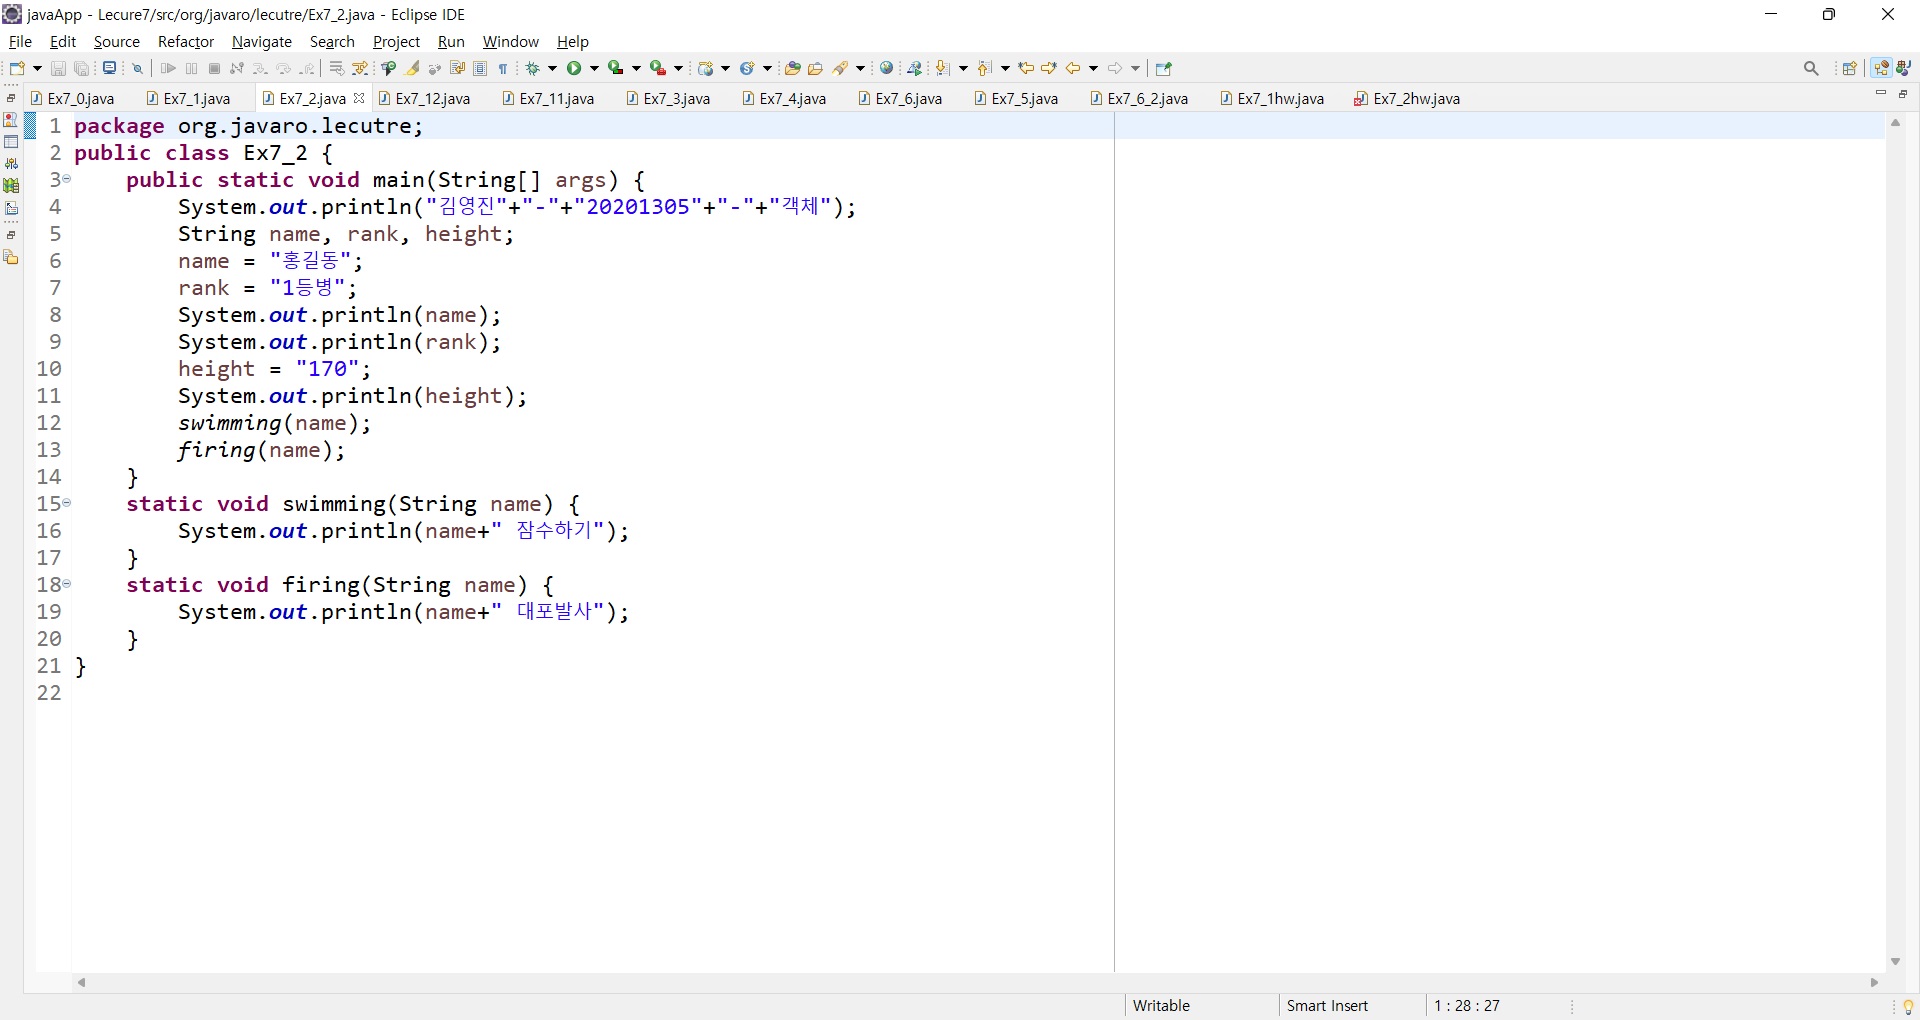 javaApp - Lecure7/src/org/javaro/lecutre/Ex7_2.java - Eclipse IDE
File Edit Source Refactor Navigate Search Project Run Window Help
Ex7_0.java Ex7_1.java Ex7_2.java Ex7_12.java Ex7_11.java Ex7_3.java Ex7_4.java Ex7_6.java Ex7_5.java Ex7_6_2.java Ex7_1hw.java Ex7_2hw.java
1 package org.javaro.lecutre;
2 public class Ex7_2 {
3 public static void main(String[] args) {
4 System.out.println("김영진"+"-"+"20201305"+"-"+"객체");
5 String name, rank, height;
6 name = "홍길동";
7 rank = "1등병";
8 System.out.println(name);
9 System.out.println(rank);
10 height = "170";
11 System.out.println(height);
12 swimming(name);
13 firing(name);
14 }
15 static void swimming(String name) {
16 System.out.println(name+" 잠수하기");
17 }
18 static void firing(String name) {
19 System.out.println(name+" 대포발사");
20 }
21 }
22
Writable Smart Insert 1 : 28 : 27